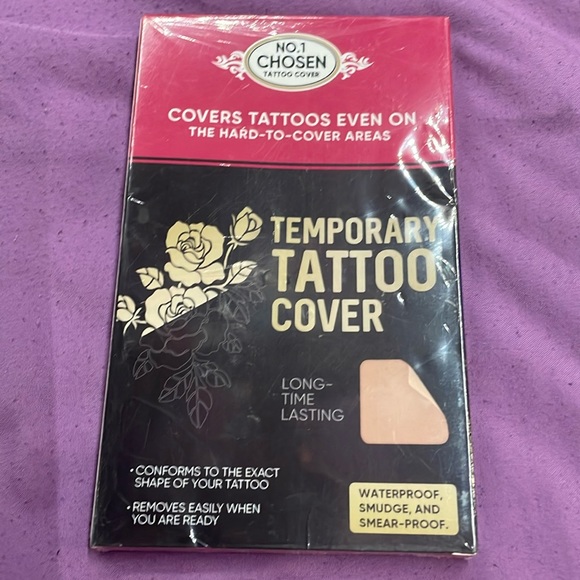 NO.1
CHOSEN
TATTOO COVER
COVERS TATTOOS EVEN ON
THE HARD-TO-COVER AREAS
TEMPORARY
TATTOO
COVER
LONG-
TIME
LASTING
• CONFORMS TO THE EXACT
SHAPE OF YOUR TATTOO
• REMOVES EASILY WHEN
YOU ARE READY
WATERPROOF,
SMUDGE, AND
SMEAR-PROOF.